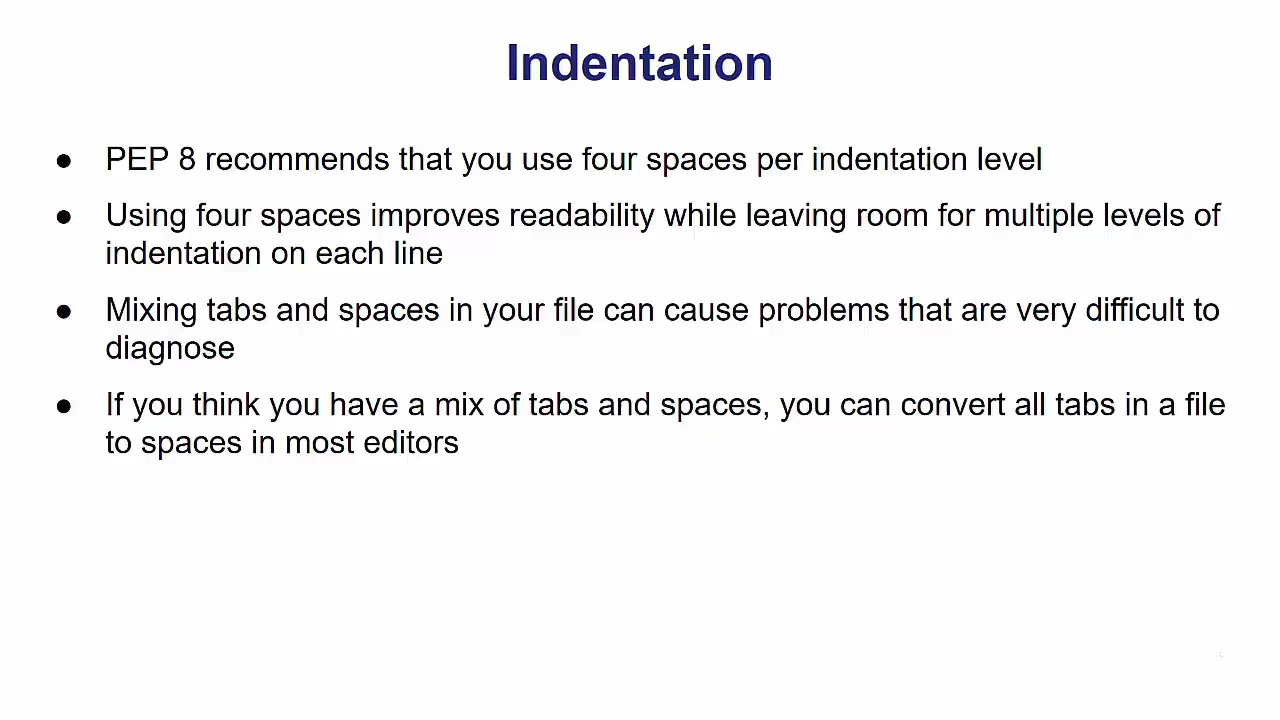 Indentation
● PEP 8 recommends that you use four spaces per indentation level
● Using four spaces improves readability while leaving room for multiple levels of
indentation on each line
● Mixing tabs and spaces in your file can cause problems that are very difficult to
diagnose
● If you think you have a mix of tabs and spaces, you can convert all tabs in a file
to spaces in most editors